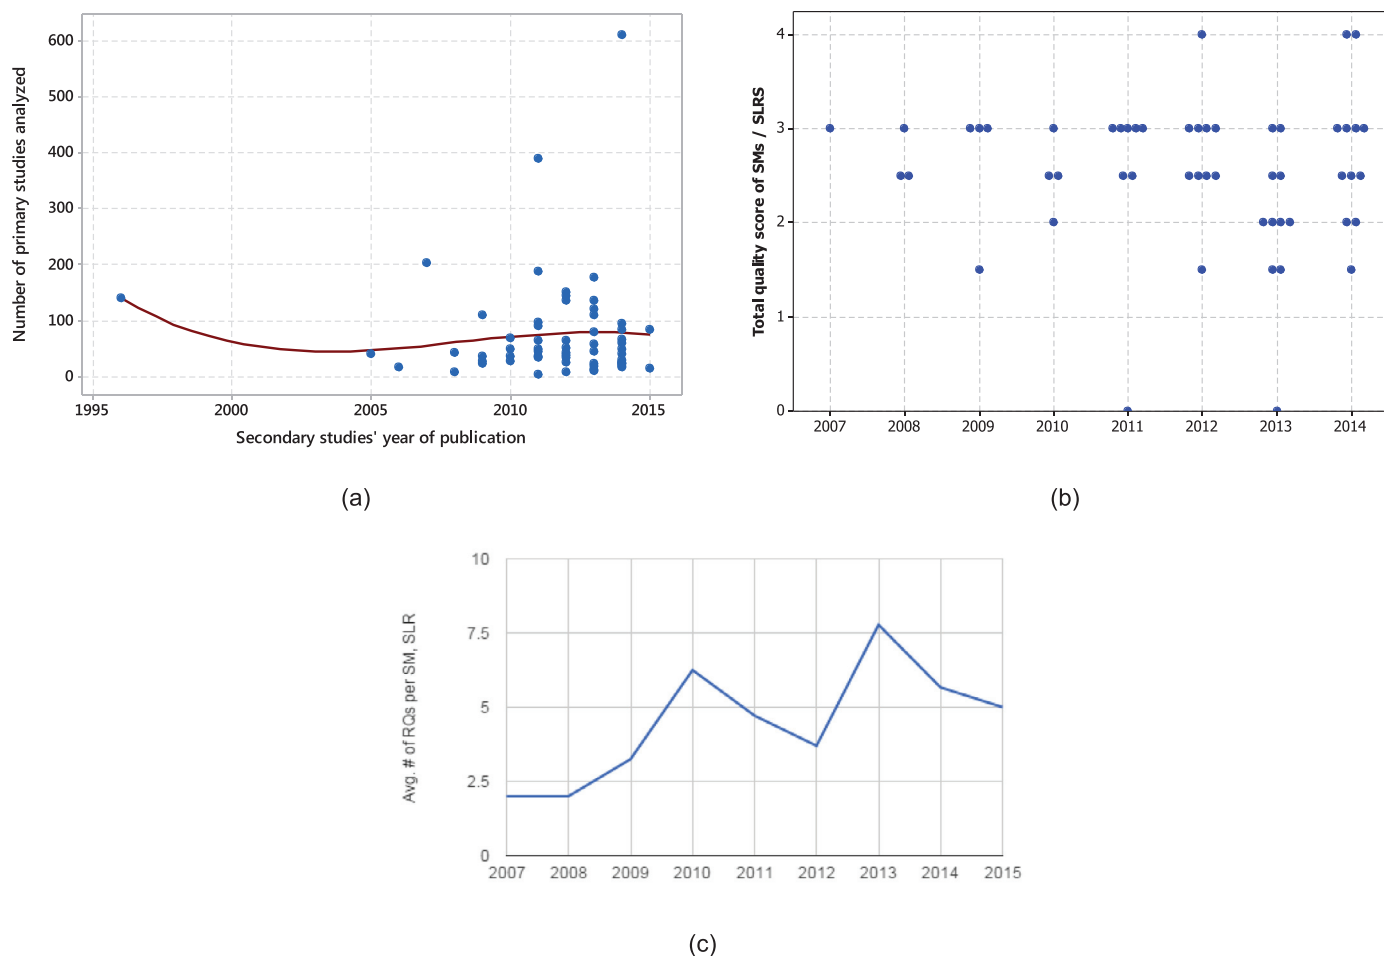 Number of primary studies analyzed
600
500
400
300
200
100
0
1995 2000 2005 2010 2015
Secondary studies' year of publication
(a)
Total quality score of SMs / SLRS
4
3
2
1
0
2007 2008 2009 2010 2011 2012 2013 2014
(b)
Avg. # of RQs per SM, SLR
10
7.5
5
2.5
0
2007 2008 2009 2010 2011 2012 2013 2014 2015
(c)